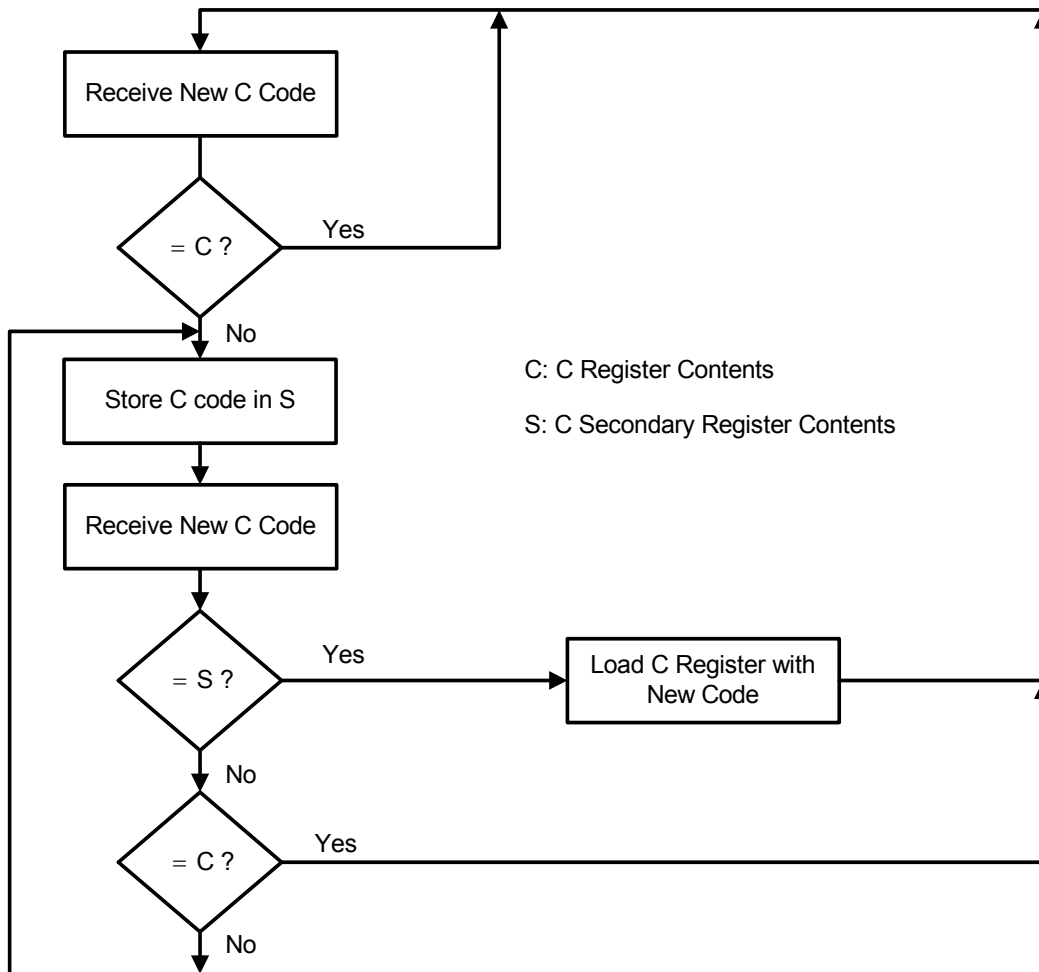 Receive New C Code
= C ?
Yes
No
Store C code in S
C: C Register Contents
S: C Secondary Register Contents
Receive New C Code
= S ?
Yes
Load C Register with
New Code
No
= C ?
Yes
No